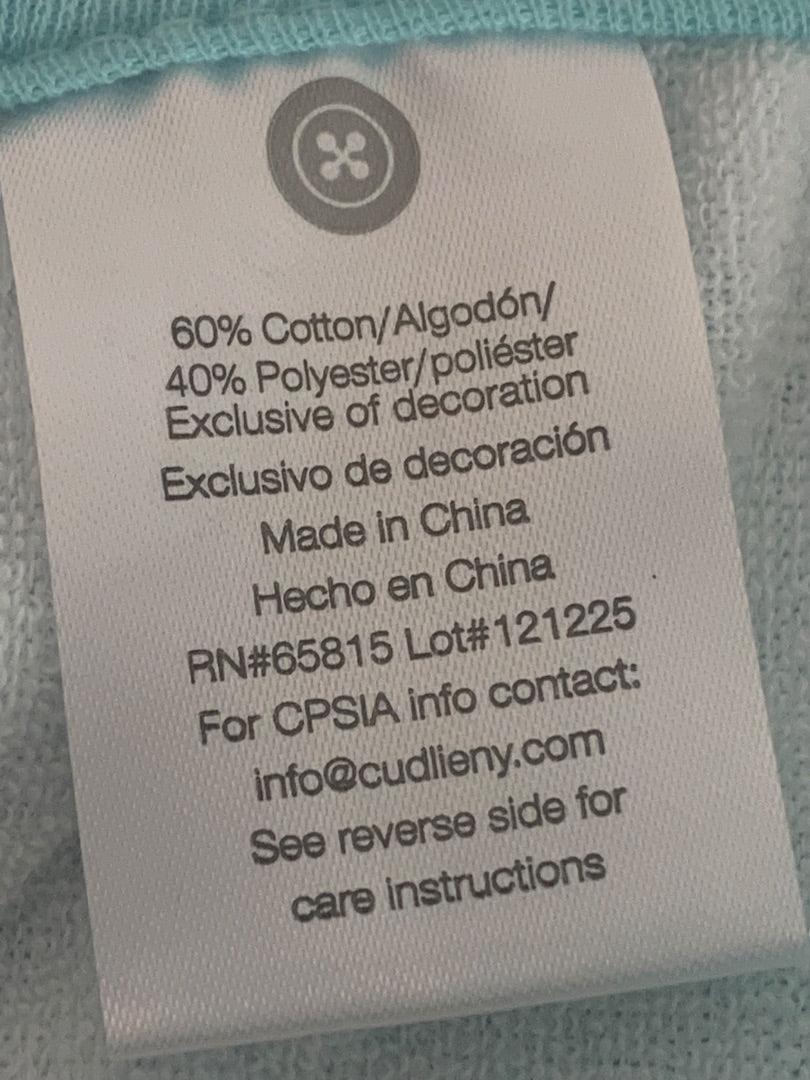 60% Cotton/Algodón/
40% Polyester/poliéster
Exclusive of decoration
Exclusivo de decoración
Made in China
Hecho en China
RN#65815 Lot#121225
For CPSIA info contact:
info@cudlieny.com
See reverse side for
care instructions